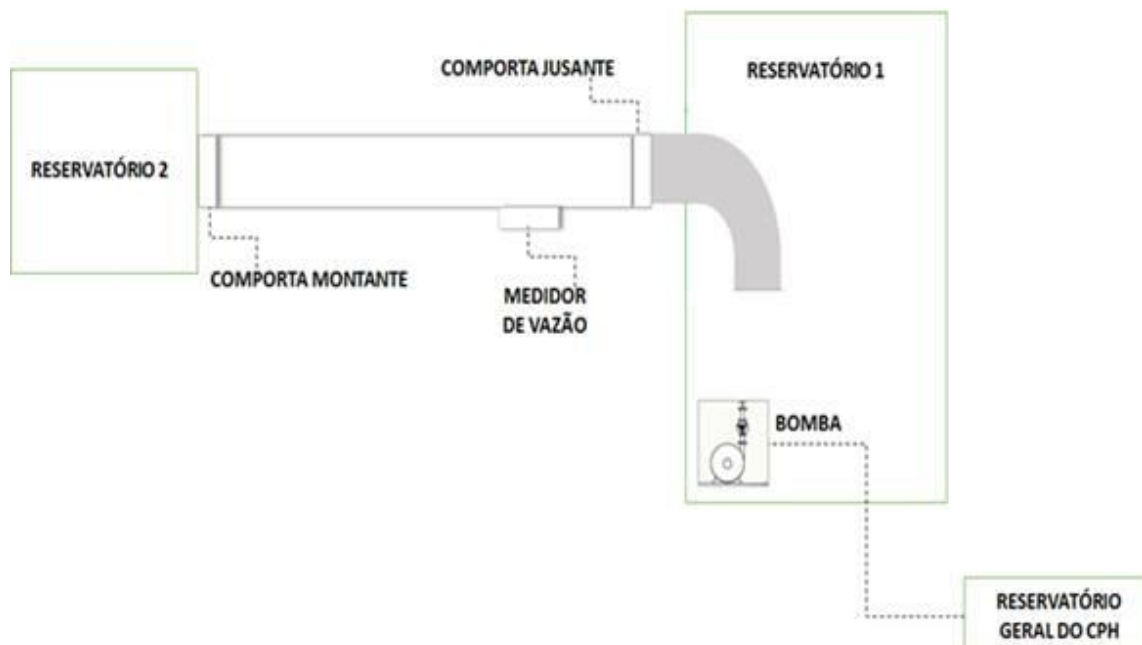 COMPORTA JUSANTE
RESERVATÓRIO 1
RESERVATÓRIO 2
COMPORTA MONTANTE
MEDIDOR
DE VAZÃO
BOMBA
RESERVATÓRIO
GERAL DO CPH